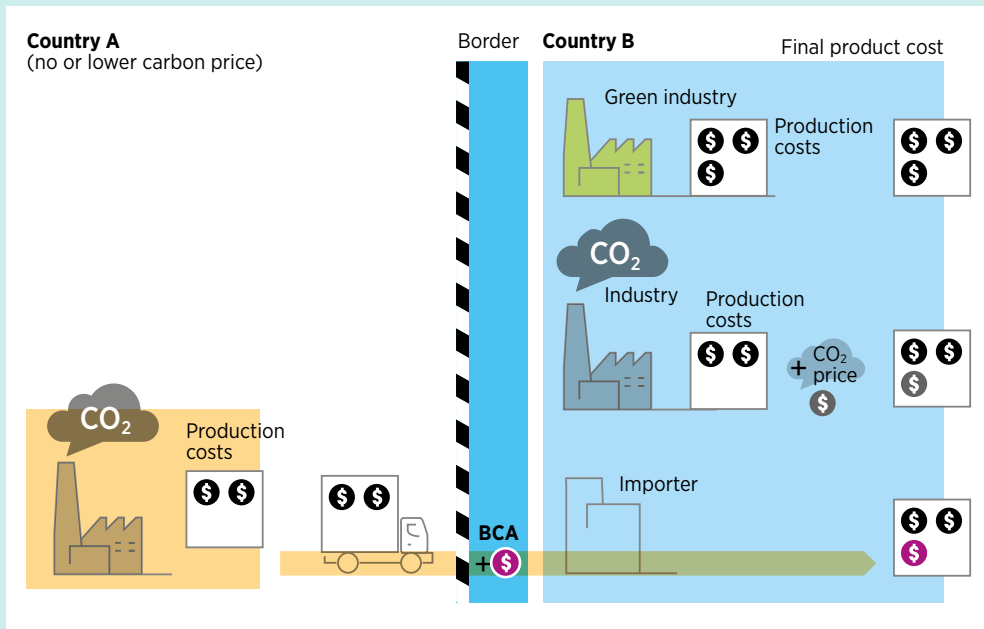 Country A
(no or lower carbon price)
Border
Country B
Final product cost
Green industry
$ $
$
Production
costs
$ $
$
CO₂
Industry
Production
costs
$ $
+ CO₂
price
$
$ $
$
CO₂
Production
costs
$ $
$ $
BCA
+ $
Importer
$ $
$